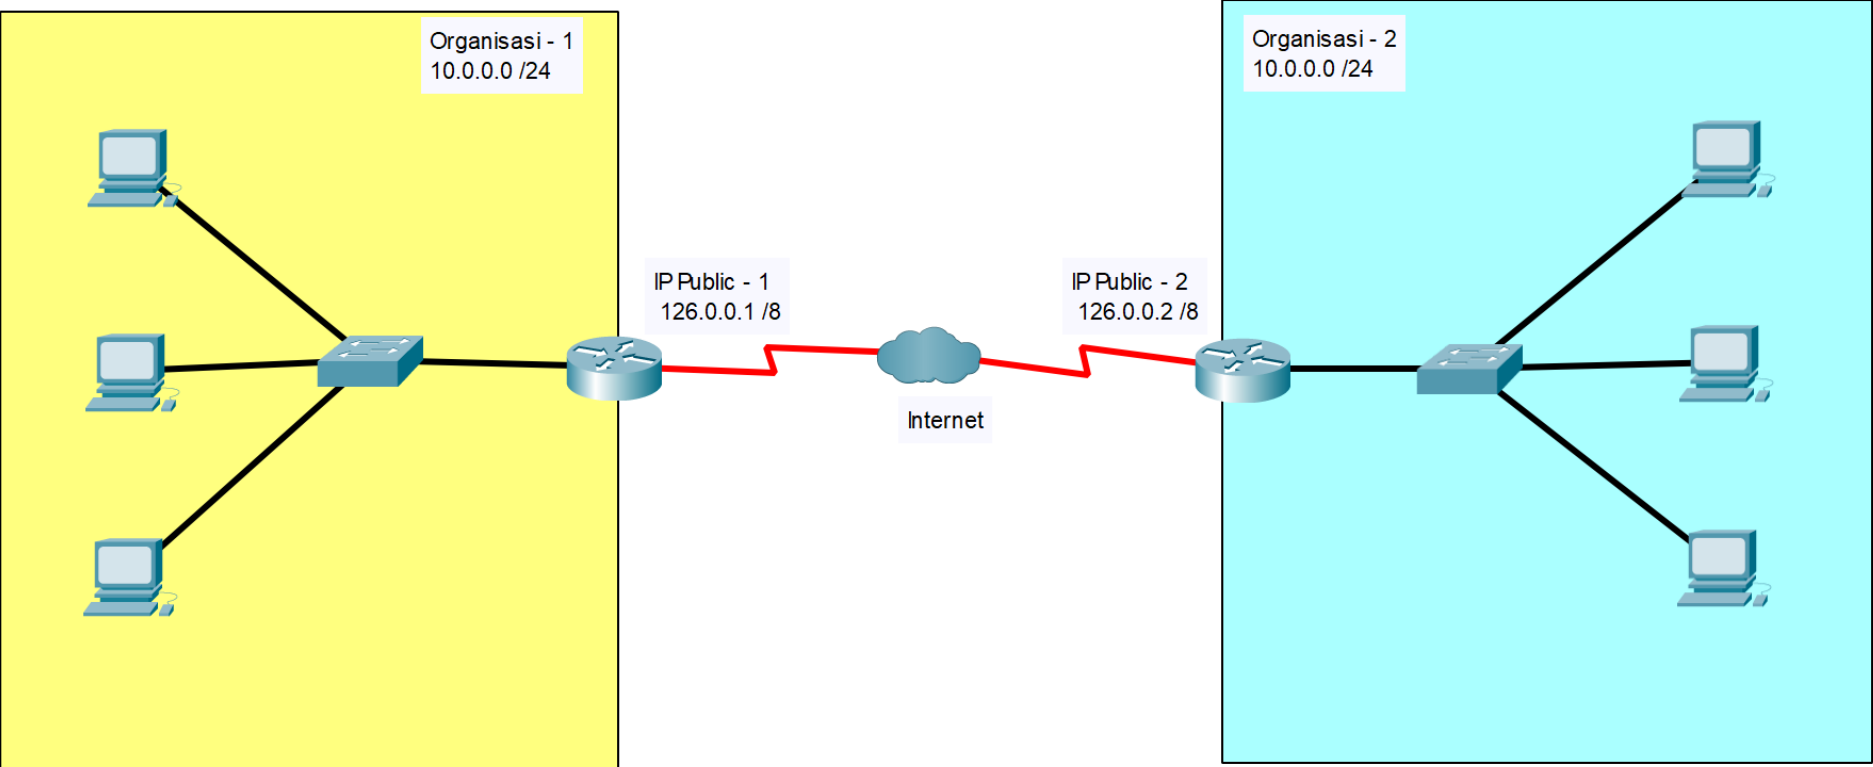 Organisasi - 1
10.0.0.0 /24
Organisasi - 2
10.0.0.0 /24
IP Public - 1
126.0.0.1 /8
IP Public - 2
126.0.0.2 /8
Internet